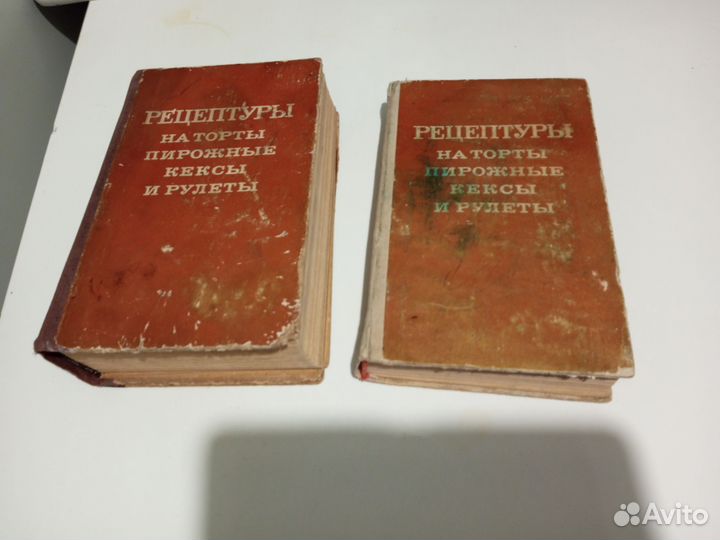 РЕЦЕПТУРЫ
НА ТОРТЫ
ПИРОЖНЫЕ
КЕКСЫ
И РУЛЕТЫ
РЕЦЕПТУРЫ
НА ТОРТЫ
ПИРОЖНЫЕ
КЕКСЫ
И РУЛЕТЫ
Avito